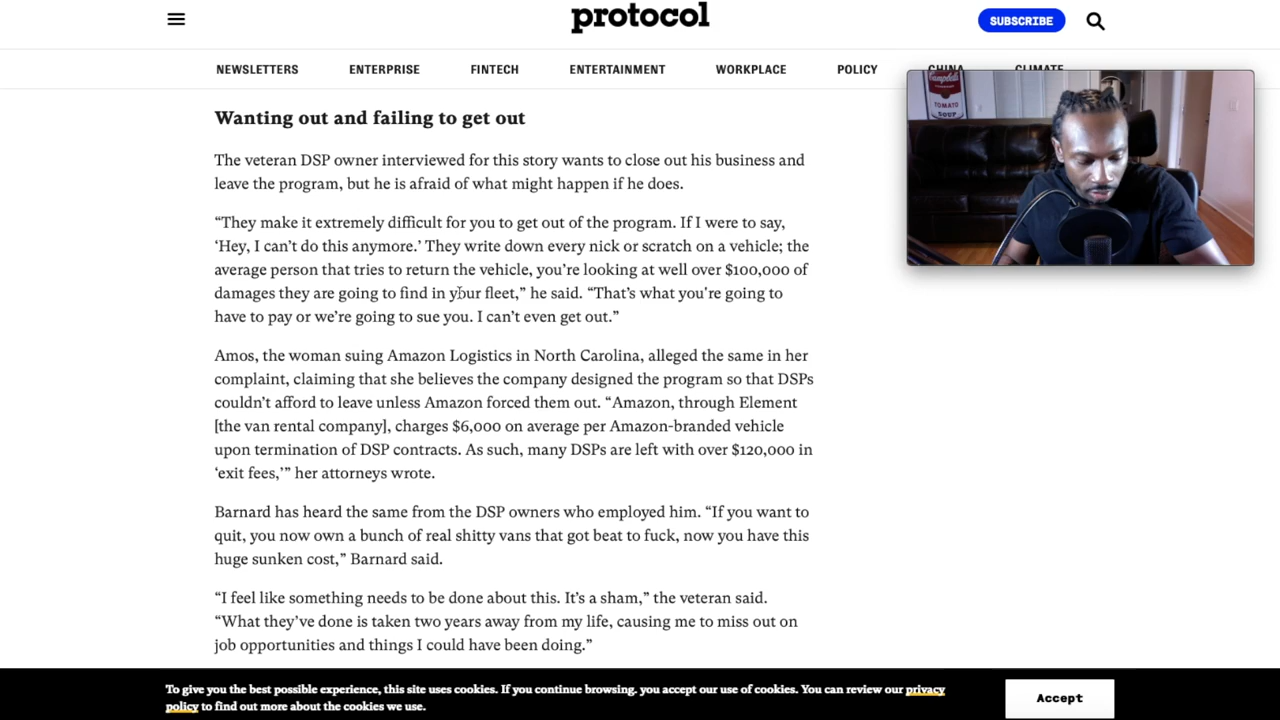 protocol
SUBSCRIBE
NEWSLETTERS ENTERPRISE FINTECH ENTERTAINMENT WORKPLACE POLICY CHINA CLIMATE
Campbell's
TOMATO
SOUP
Wanting out and failing to get out
The veteran DSP owner interviewed for this story wants to close out his business and
leave the program, but he is afraid of what might happen if he does.
“They make it extremely difficult for you to get out of the program. If I were to say,
‘Hey, I can’t do this anymore.’ They write down every nick or scratch on a vehicle; the
average person that tries to return the vehicle, you’re looking at well over $100,000 of
damages they are going to find in your fleet,” he said. “That’s what you're going to
have to pay or we’re going to sue you. I can’t even get out.”
Amos, the woman suing Amazon Logistics in North Carolina, alleged the same in her
complaint, claiming that she believes the company designed the program so that DSPs
couldn’t afford to leave unless Amazon forced them out. “Amazon, through Element
[the van rental company], charges $6,000 on average per Amazon-branded vehicle
upon termination of DSP contracts. As such, many DSPs are left with over $120,000 in
‘exit fees,’” her attorneys wrote.
Barnard has heard the same from the DSP owners who employed him. “If you want to
quit, you now own a bunch of real shitty vans that got beat to fuck, now you have this
huge sunken cost,” Barnard said.
“I feel like something needs to be done about this. It’s a sham,” the veteran said.
“What they’ve done is taken two years away from my life, causing me to miss out on
job opportunities and things I could have been doing.”
To give you the best possible experience, this site uses cookies. If you continue browsing. you accept our use of cookies. You can review our privacy
policy to find out more about the cookies we use.
Accept